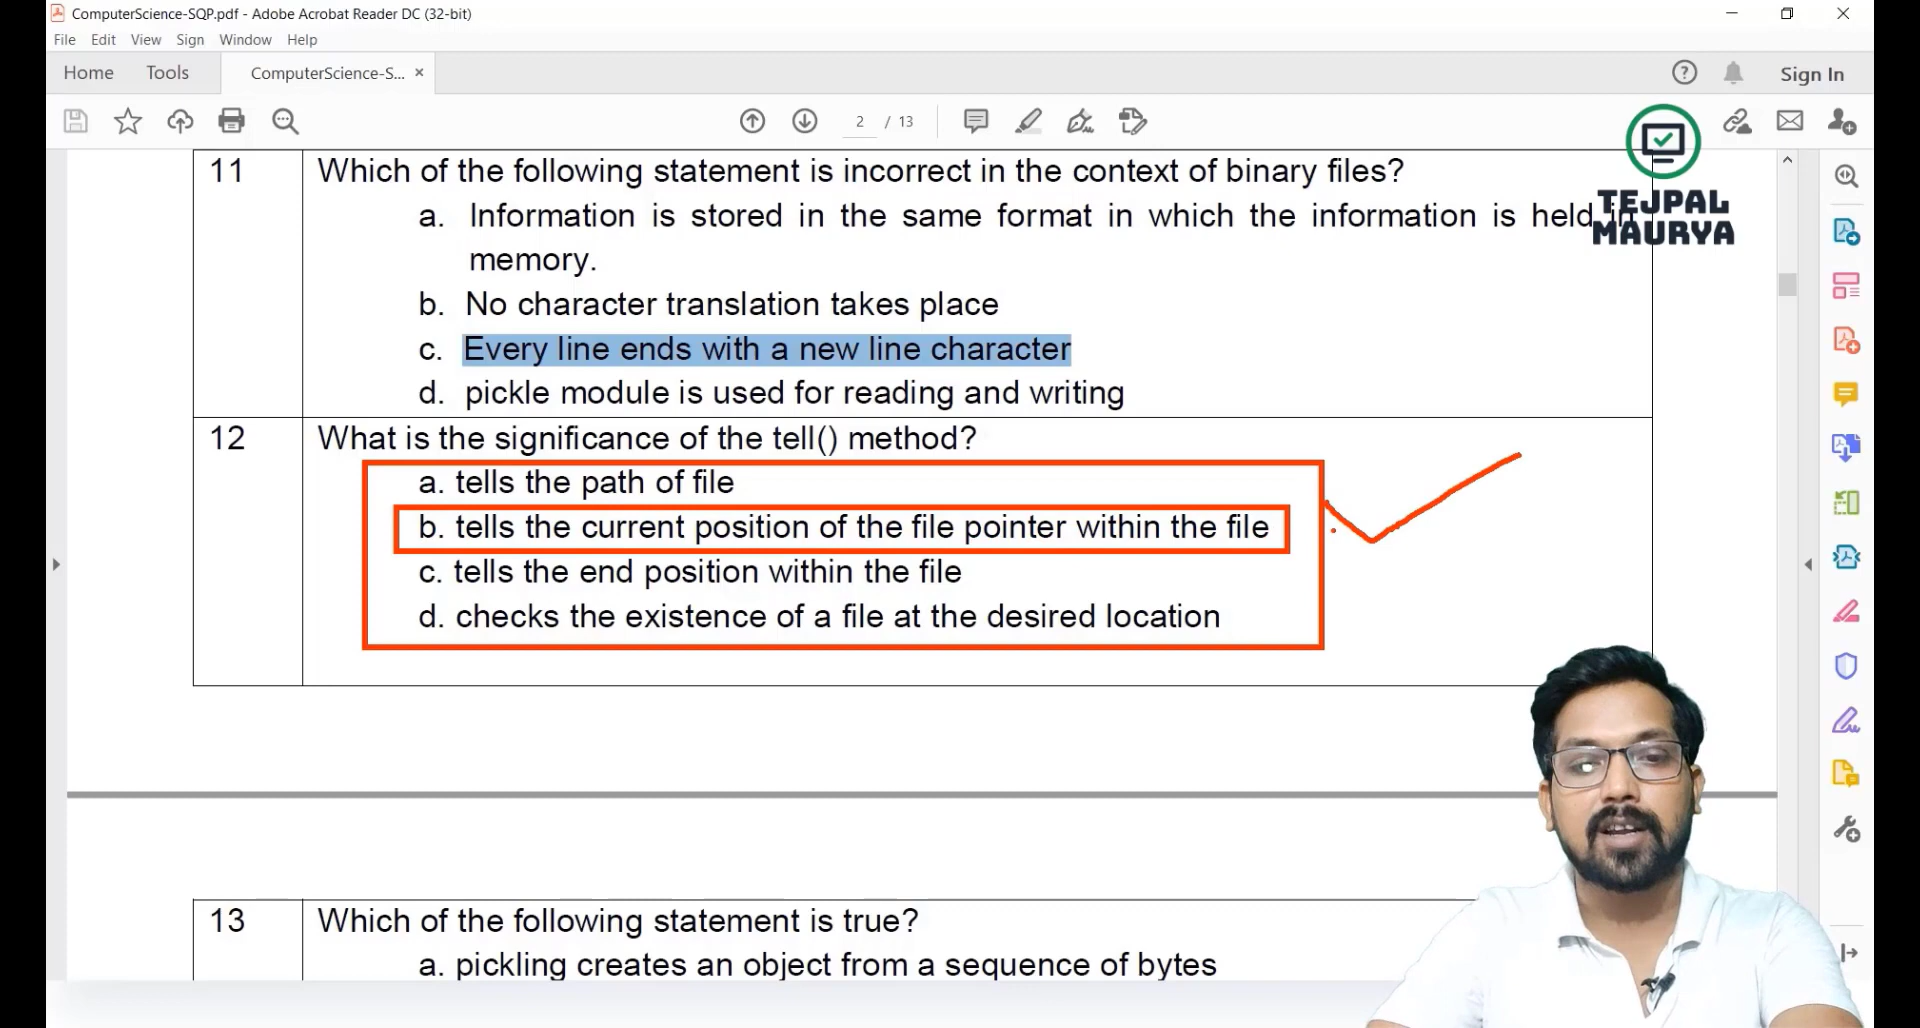 ComputerScience-SQP.pdf - Adobe Acrobat Reader DC (32-bit)
File Edit View Sign Window Help
Home Tools ComputerScience-S... × Sign In
2 / 13
TEJPAL
MAURYA
11 Which of the following statement is incorrect in the context of binary files?
a. Information is stored in the same format in which the information is held in
memory.
b. No character translation takes place
c. Every line ends with a new line character
d. pickle module is used for reading and writing
12 What is the significance of the tell() method?
a. tells the path of file
b. tells the current position of the file pointer within the file
c. tells the end position within the file
d. checks the existence of a file at the desired location
13 Which of the following statement is true?
a. pickling creates an object from a sequence of bytes